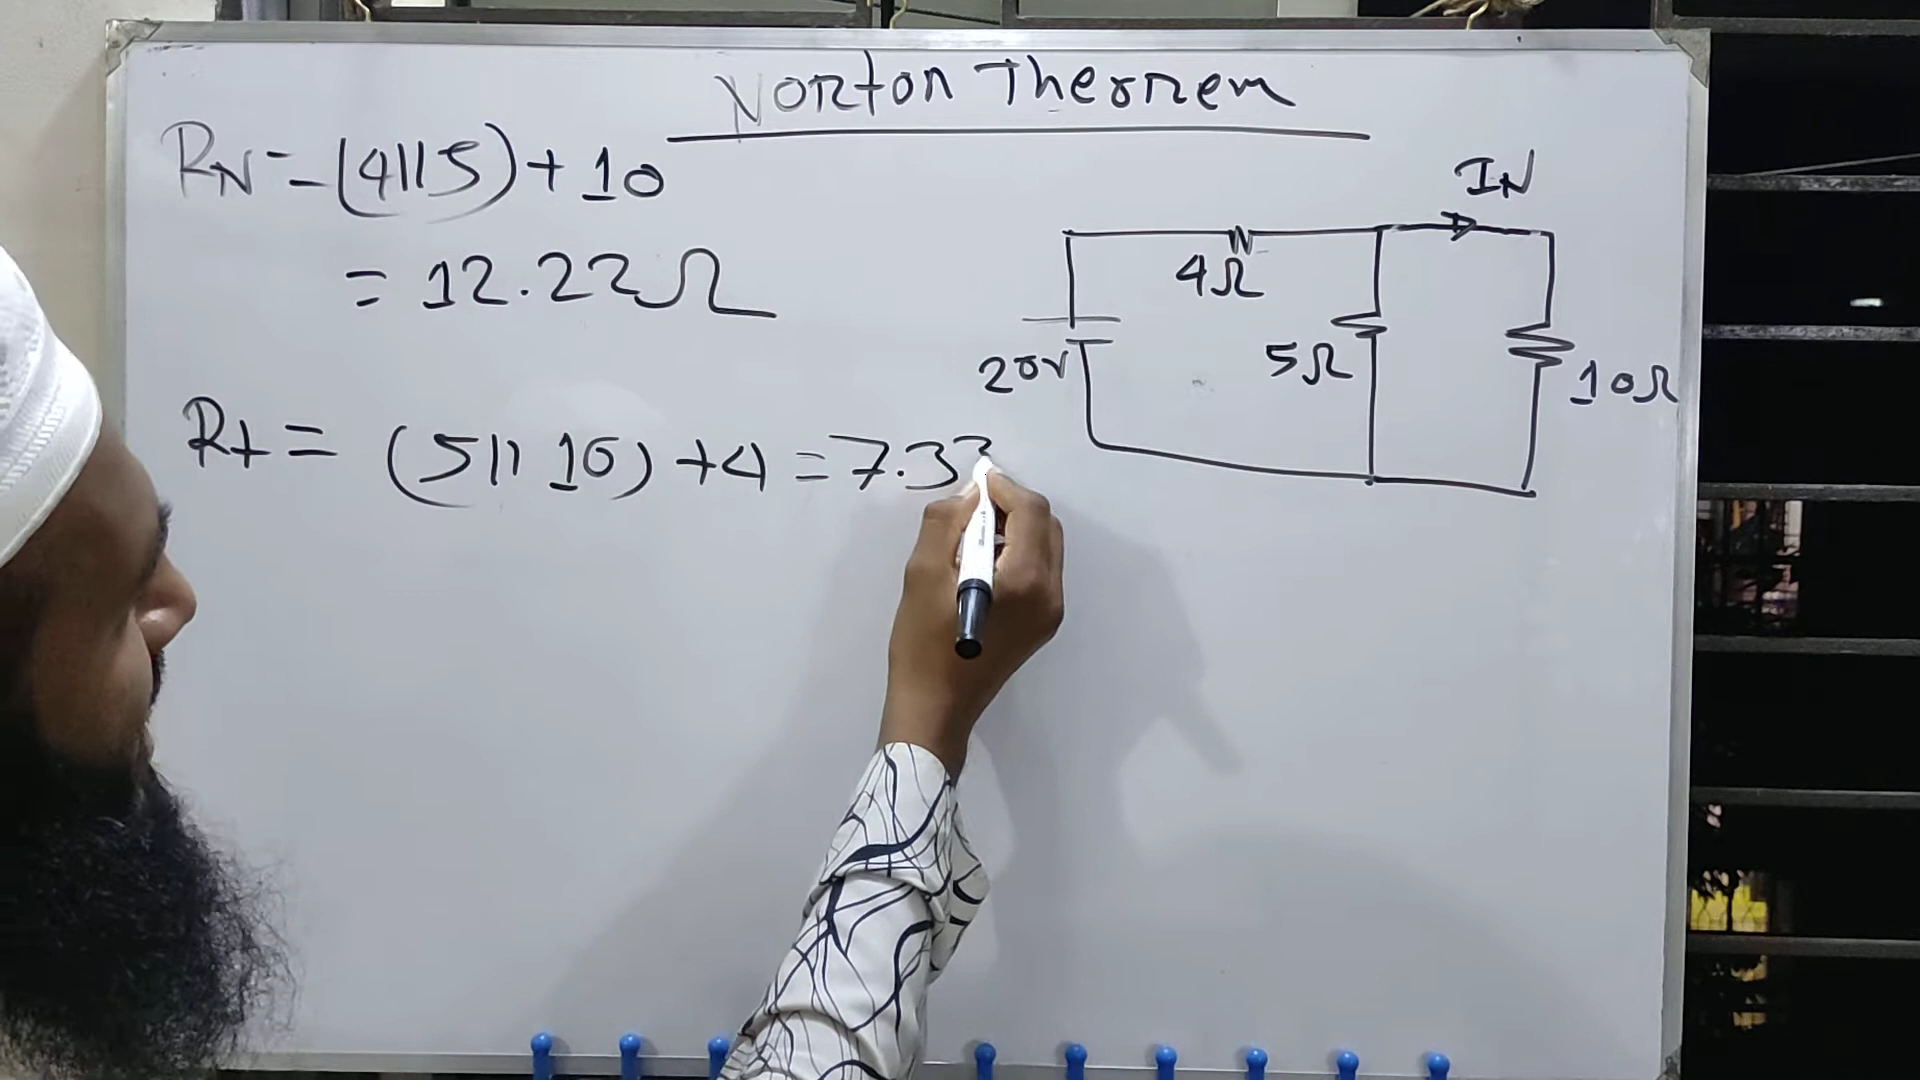 Norton Theorem
RN = (4||5) + 10
= 12.22Ω
Rt = (5||10) + 4 = 7.33
IN
4Ω
20v
5Ω
10Ω